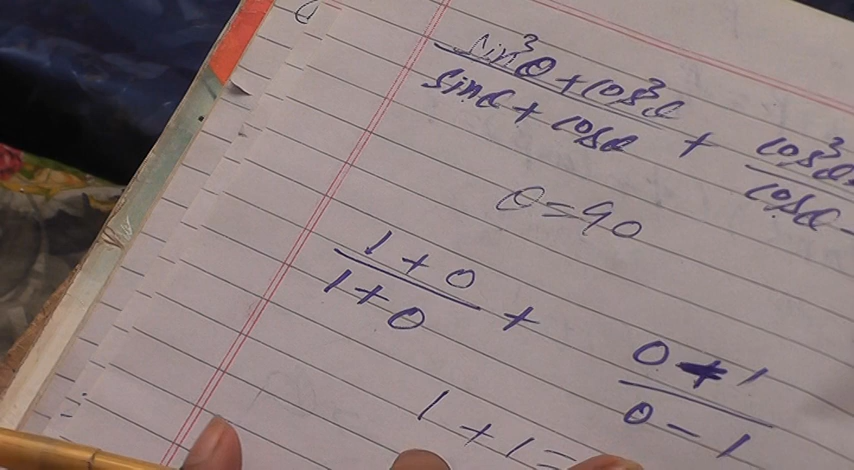 sin³θ + cos³θ / sinθ + cosθ + cos³θ / cosθ -
θ = 90
1 + 0 / 1 + 0 + 0 - 1 / 0 - 1
1 + 1 =